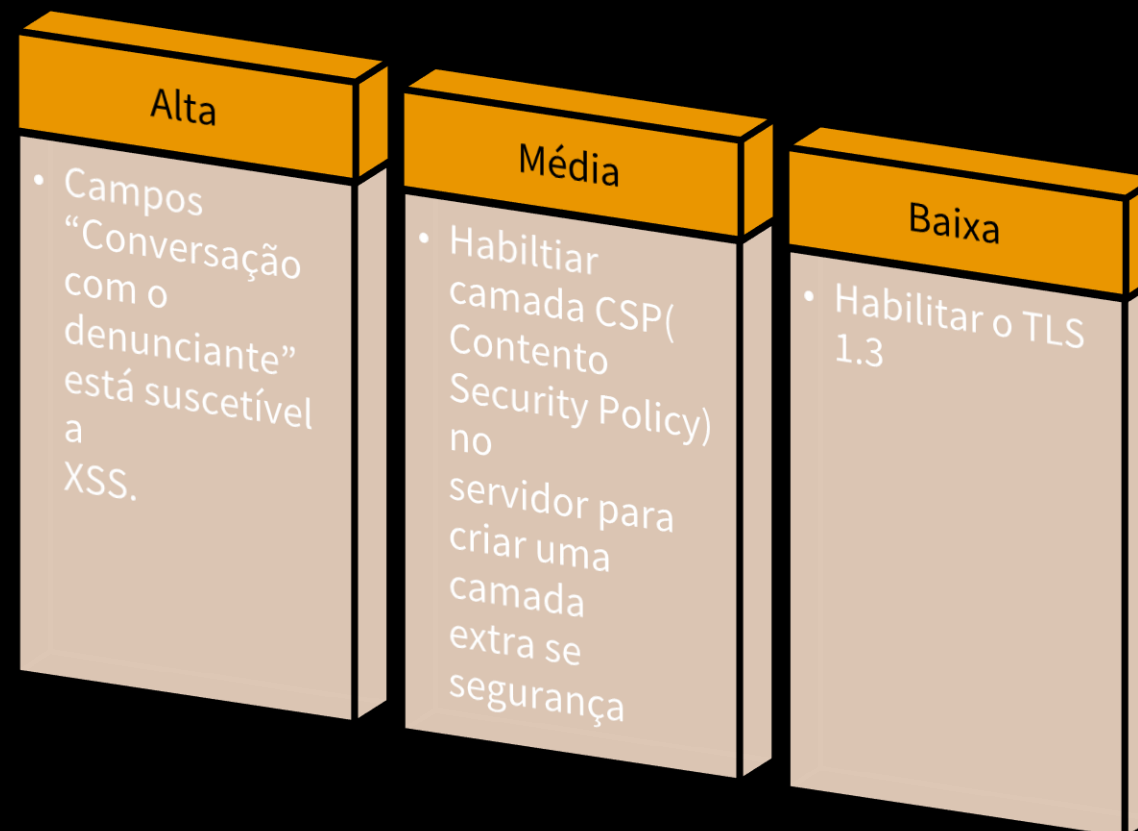 Alta
• Campos
“Conversação
com o
denunciante”
está suscetível
a
XSS.
Média
• Habiltiar
camada CSP(
Contento
Security Policy)
no
servidor para
criar uma
camada
extra se
segurança
Baixa
• Habilitar o TLS
1.3